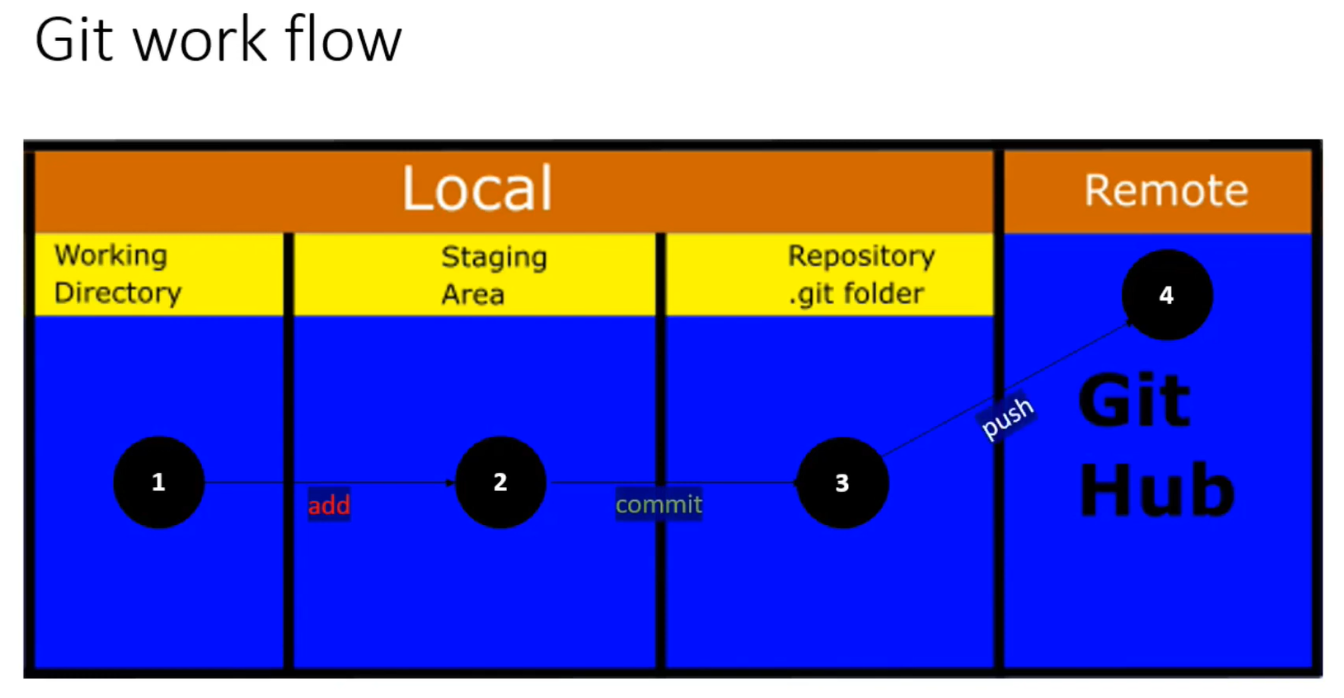 Git work flow
Local
Remote
Working
Directory
Staging
Area
Repository
.git folder
1
add
2
commit
3
push
4
Git
Hub